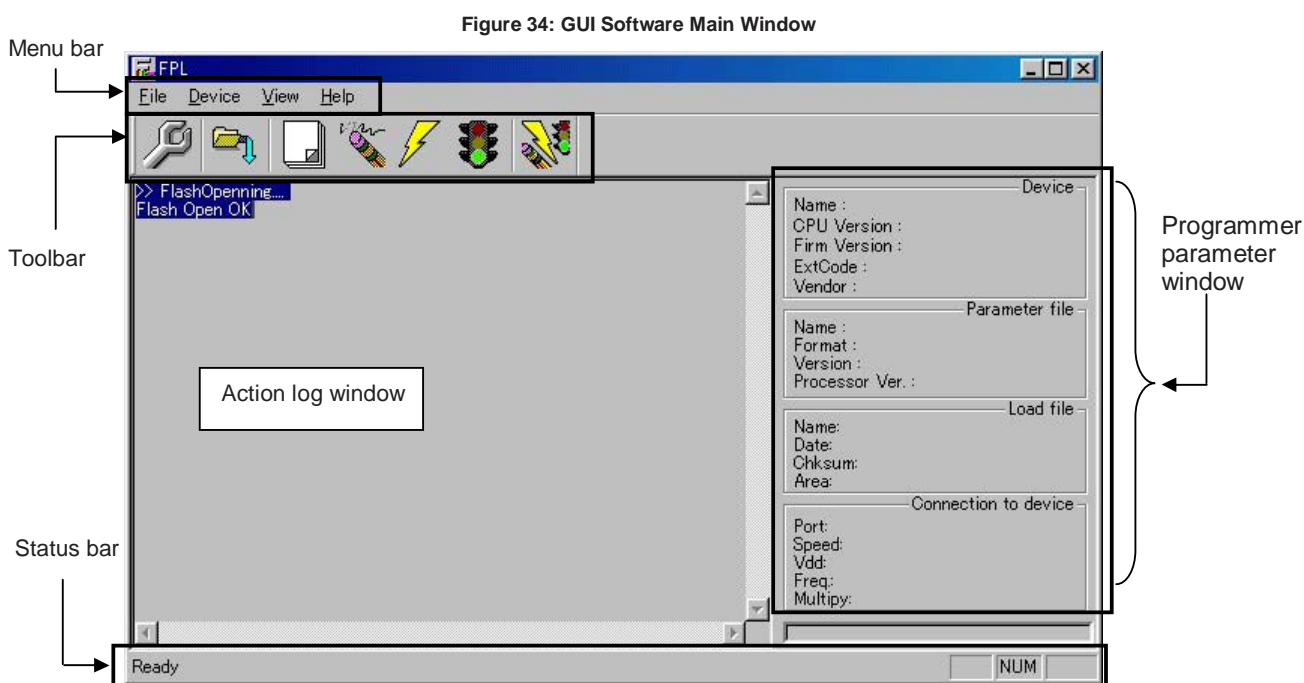 Figure 34: GUI Software Main Window
Menu bar
FPL
File Device View Help
Toolbar
>> FlashOpenning....
Flash Open OK
Action log window
Device
Name :
CPU Version :
Firm Version :
ExtCode :
Vendor :
Parameter file
Name :
Format :
Version :
Processor Ver. :
Load file
Name:
Date:
Chksum:
Area:
Connection to device
Port:
Speed:
Vdd:
Freq.:
Multipy:
Programmer
parameter
window
Status bar
Ready
NUM